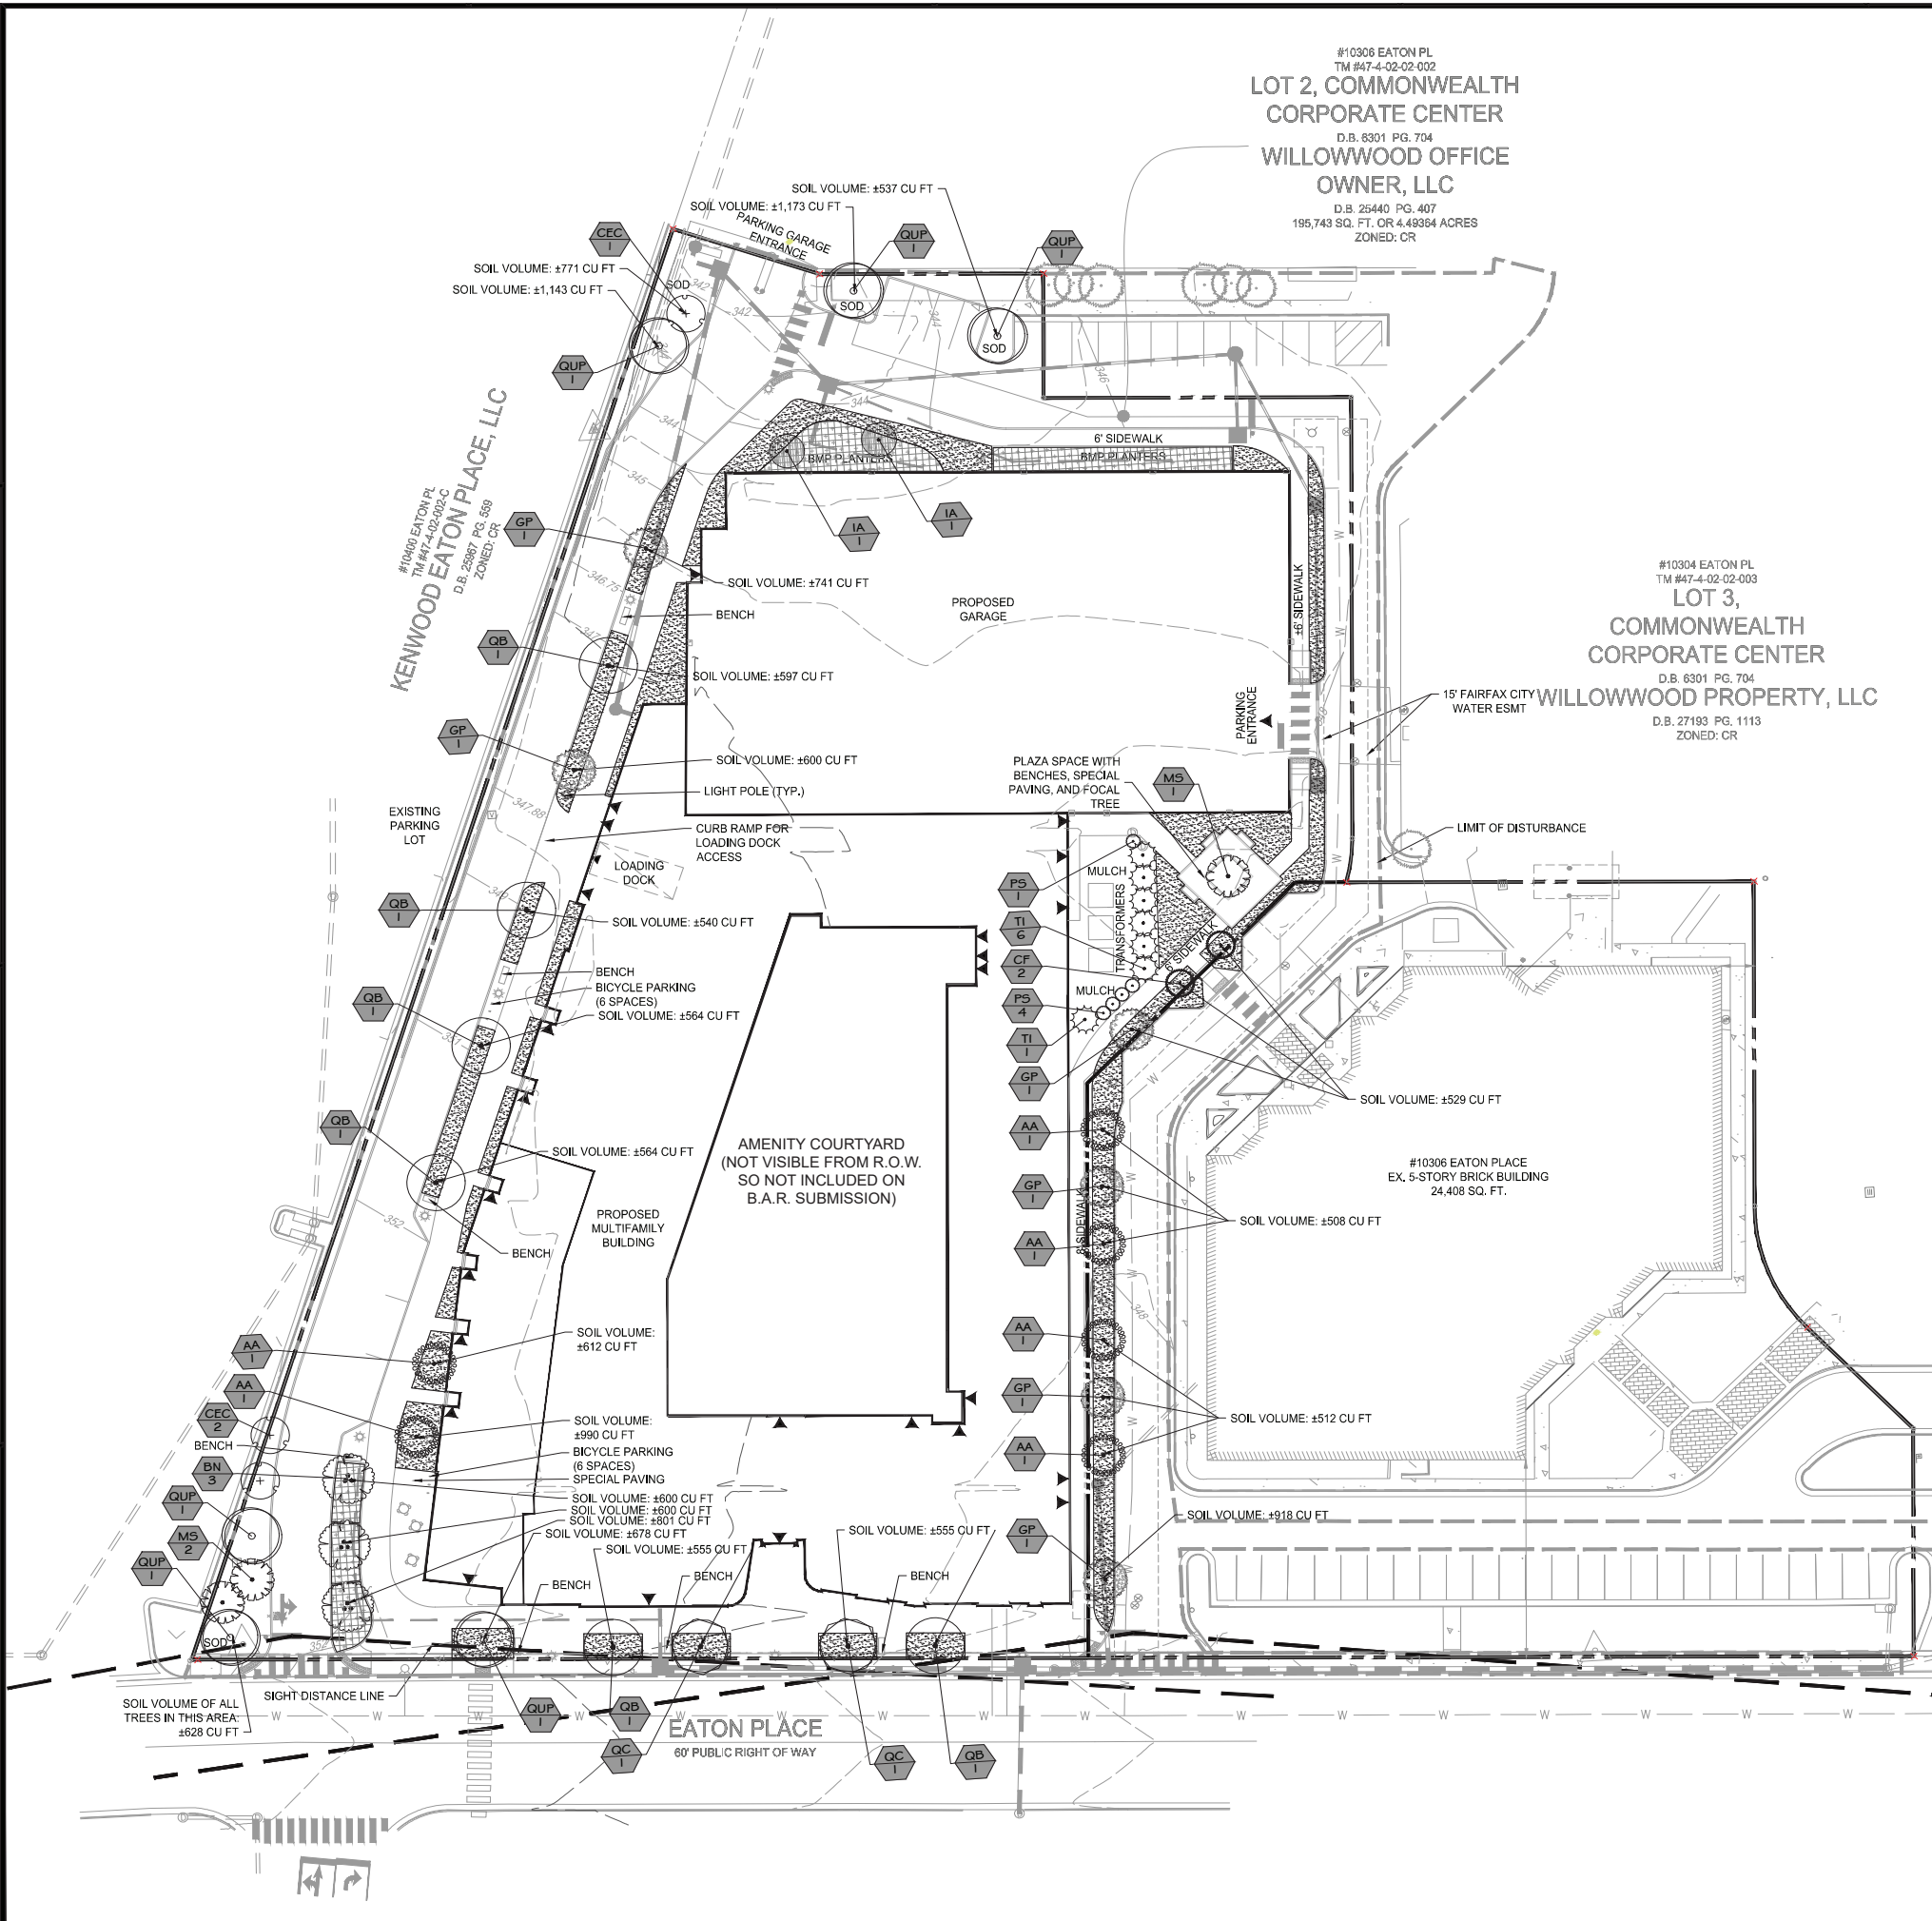 #10306 EATON PL
TM #47-4-02-02-002
LOT 2, COMMONWEALTH
CORPORATE CENTER
D.B. 6301 PG. 704
WILLOWWOOD OFFICE
OWNER, LLC
D.B. 25440 PG. 407
195,743 SQ. FT. OR 4.49364 ACRES
ZONED: CR
SOIL VOLUME: ±537 CU FT
SOIL VOLUME: ±1,173 CU FT
PARKING GARAGE
ENTRANCE
CEC
1
QUP
1
QUP
1
SOIL VOLUME: ±771 CU FT
SOIL VOLUME: ±1,143 CU FT
SOD
SOD
SOD
342
342
344
346
QUP
1
344
344
345
6' SIDEWALK
BMP PLANTERS
BMP PLANTERS
#10400 EATON PL
TM #47-4-02-002-C
KENWOOD EATON PLACE, LLC
D.B. 25967 PG. 559
ZONED: CR
GP
1
IA
1
IA
1
346.75
SOIL VOLUME: ±741 CU FT
BENCH
PROPOSED
GARAGE
±6' SIDEWALK
W
#10304 EATON PL
TM #47-4-02-02-003
LOT 3,
COMMONWEALTH
CORPORATE CENTER
D.B. 6301 PG. 704
WILLOWWOOD PROPERTY, LLC
D.B. 27193 PG. 1113
ZONED: CR
QB
1
347
SOIL VOLUME: ±597 CU FT
15' FAIRFAX CITY
WATER ESMT
PARKING
ENTRANCE
GP
1
SOIL VOLUME: ±600 CU FT
PLAZA SPACE WITH
BENCHES, SPECIAL
PAVING, AND FOCAL
TREE
MS
1
LIGHT POLE (TYP.)
347.88
EXISTING
PARKING
LOT
CURB RAMP FOR
LOADING DOCK
ACCESS
LOADING
DOCK
LIMIT OF DISTURBANCE
MULCH
TRANSFORMERS
PS
1
TI
6
CF
2
PS
4
TI
1
GP
1
6' SIDEWALK
MULCH
QB
1
SOIL VOLUME: ±540 CU FT
BENCH
BICYCLE PARKING
(6 SPACES)
SOIL VOLUME: ±564 CU FT
QB
1
351
QB
1
SOIL VOLUME: ±564 CU FT
352
BENCH
AMENITY COURTYARD
(NOT VISIBLE FROM R.O.W.
SO NOT INCLUDED ON
B.A.R. SUBMISSION)
PROPOSED
MULTIFAMILY
BUILDING
SOIL VOLUME: ±529 CU FT
AA
1
GP
1
AA
1
SOIL VOLUME: ±508 CU FT
#10306 EATON PLACE
EX. 5-STORY BRICK BUILDING
24,408 SQ. FT.
348
AA
1
GP
1
AA
1
SOIL VOLUME: ±512 CU FT
AA
1
AA
1
CEC
2
BENCH
BN
3
QUP
1
MS
2
QUP
1
SOD
SOIL VOLUME:
±612 CU FT
SOIL VOLUME:
±990 CU FT
BICYCLE PARKING
(6 SPACES)
SPECIAL PAVING
SOIL VOLUME: ±600 CU FT
SOIL VOLUME: ±600 CU FT
SOIL VOLUME: ±801 CU FT
SOIL VOLUME: ±678 CU FT
SOIL VOLUME: ±555 CU FT
SOIL VOLUME: ±555 CU FT
BENCH
BENCH
BENCH
GP
1
SOIL VOLUME: ±918 CU FT
352
SIGHT DISTANCE LINE
SOIL VOLUME OF ALL
TREES IN THIS AREA:
±628 CU FT
QUP
1
QB
1
QC
1
QC
1
QB
1
EATON PLACE
60' PUBLIC RIGHT OF WAY
W W W W W W W W W W W W W W